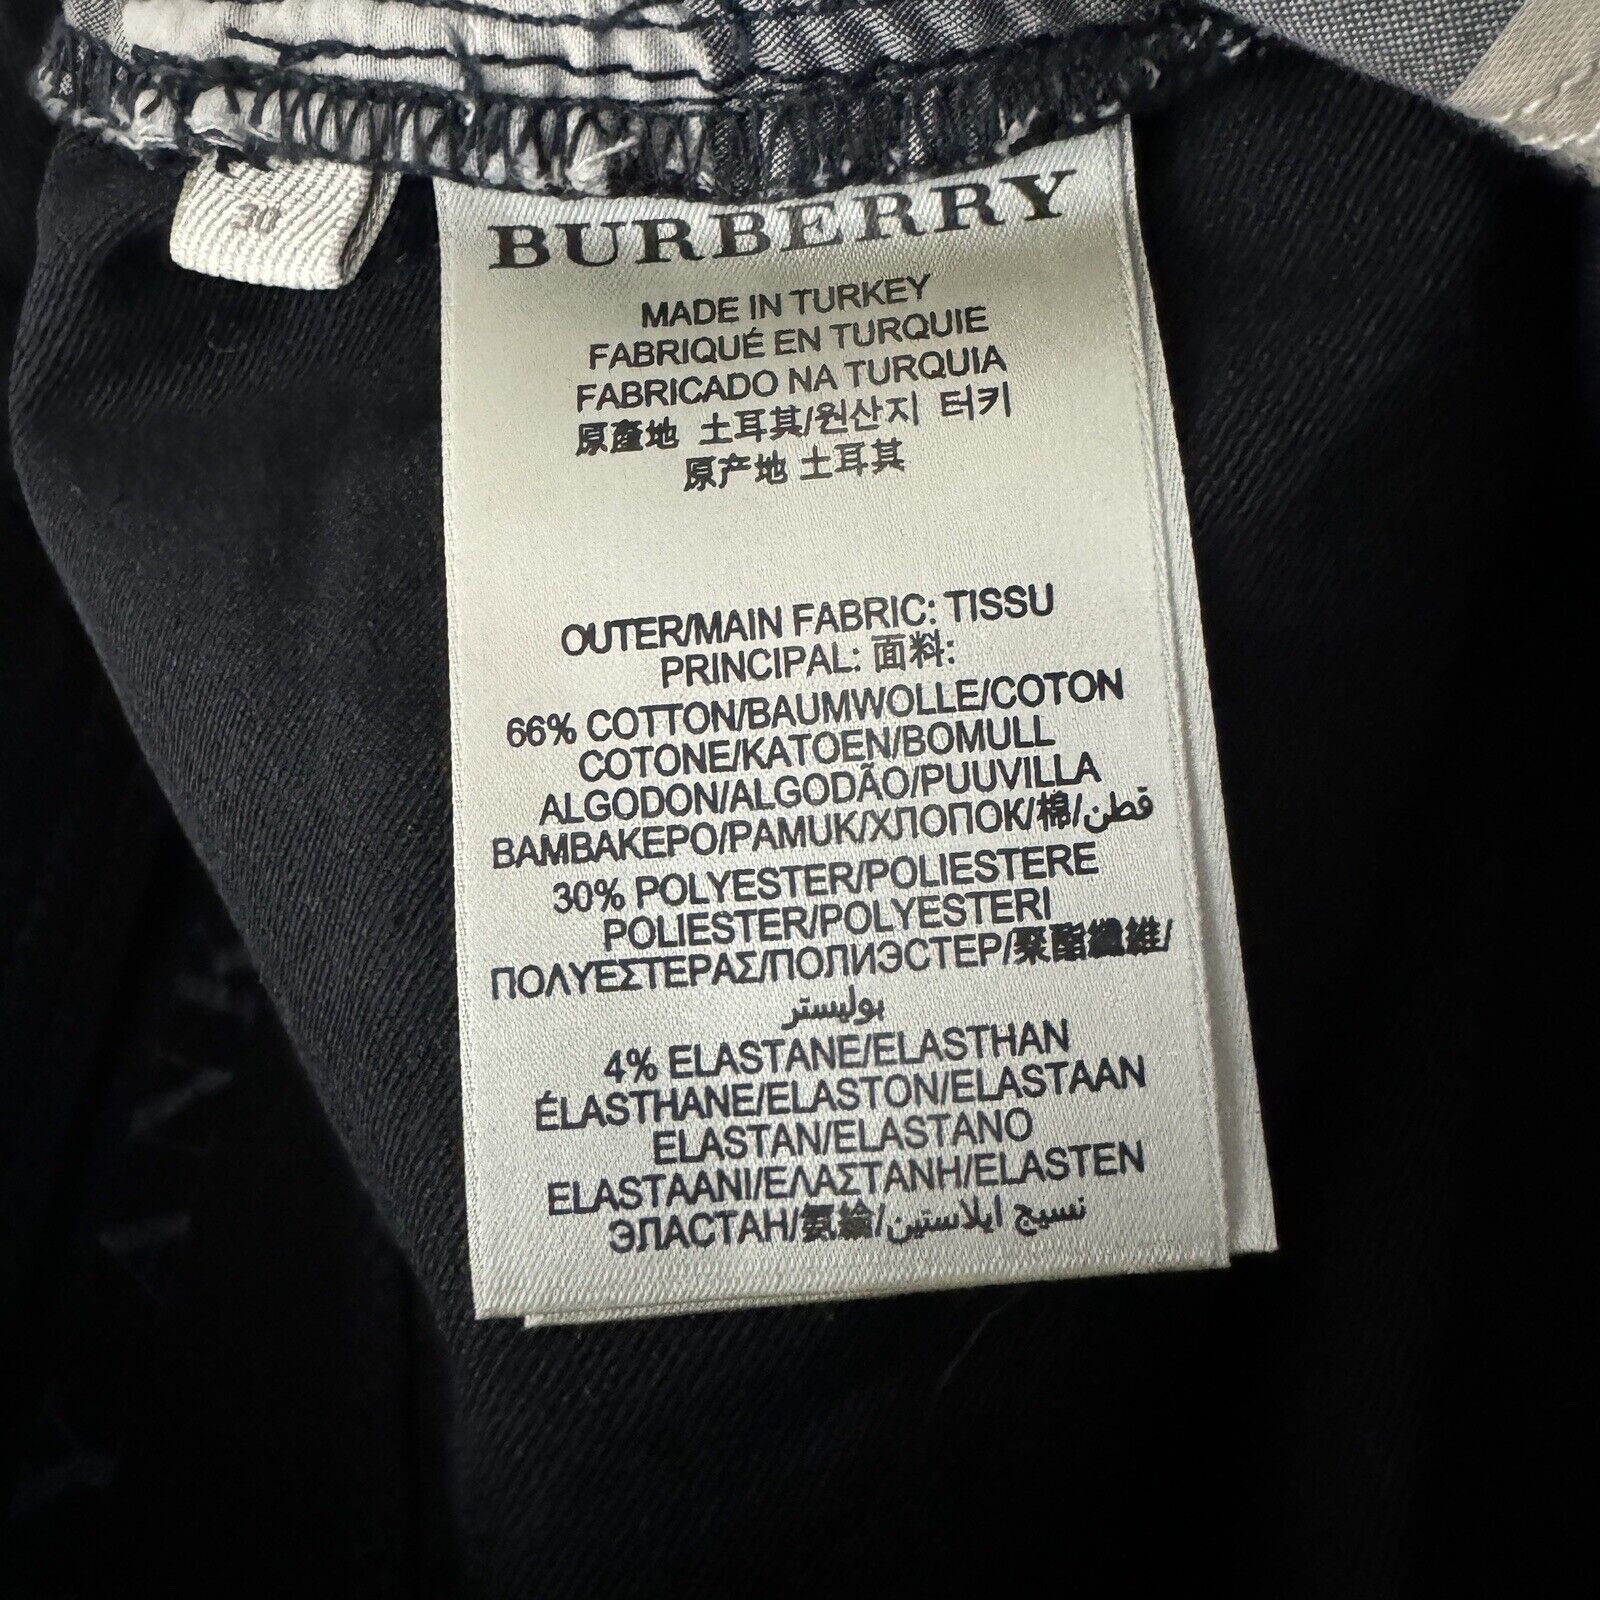 30
BURBERRY
MADE IN TURKEY
FABRIQUÉ EN TURQUIE
FABRICADO NA TURQUIA
原產地 土耳其/원산지 터키
原产地 土耳其
OUTER/MAIN FABRIC: TISSU
PRINCIPAL: 面料:
66% COTTON/BAUMWOLLE/COTON
COTONE/KATOEN/BOMULL
ALGODON/ALGODÃO/PUUVILLA
ΒΑΜΒΑΚΕΡΟ/PAMUK/ХЛОПОК/棉/قطن
30% POLYESTER/POLIESTERE
POLIESTER/POLYESTERI
ΠΟΛΥΕΣΤΕΡΑΣ/ПОЛИЭСТЕР/聚酯纖維/
بوليستر
4% ELASTANE/ELASTHAN
ÉLASTHANE/ELASTON/ELASTAAN
ELASTAN/ELASTANO
ELASTAANI/ΕΛΑΣΤΑΝΗ/ELASTEN
ЭЛАСТАН/氨綸/نسيج ايلاستين